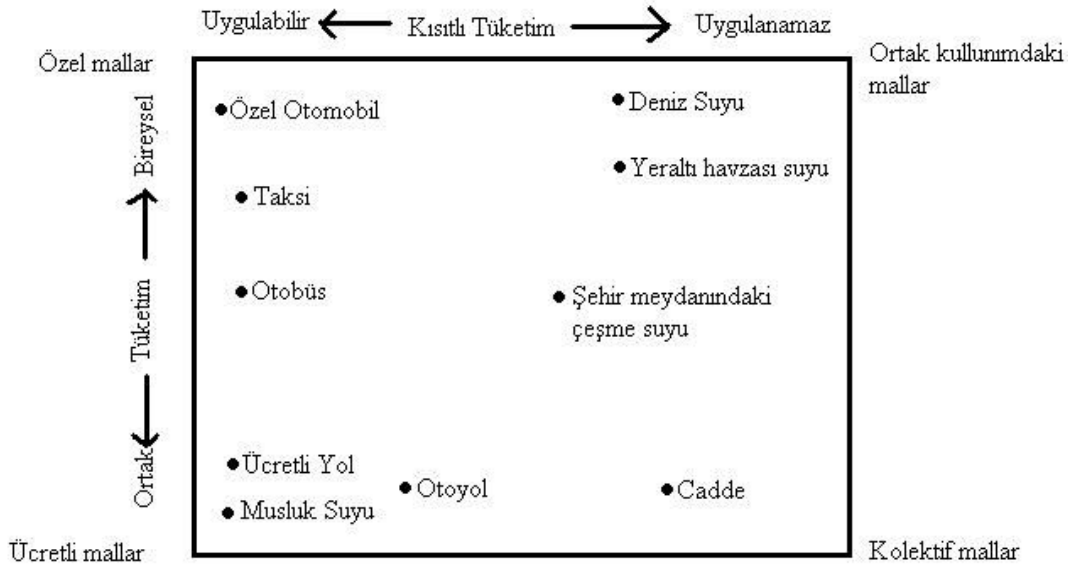 Uygulabilir Kısıtlı Tüketim Uygulanamaz
Özel mallar
Ortak kullunımdaki
mallar
Bireysel
Tüketim
Ortak
Özel Otomobil
Deniz Suyu
Yeraltı havzası suyu
Taksi
Otobüs
Şehir meydanındaki
çeşme suyu
Ücretli Yol
Otoyol
Cadde
Musluk Suyu
Ücretli mallar
Kolektif mallar